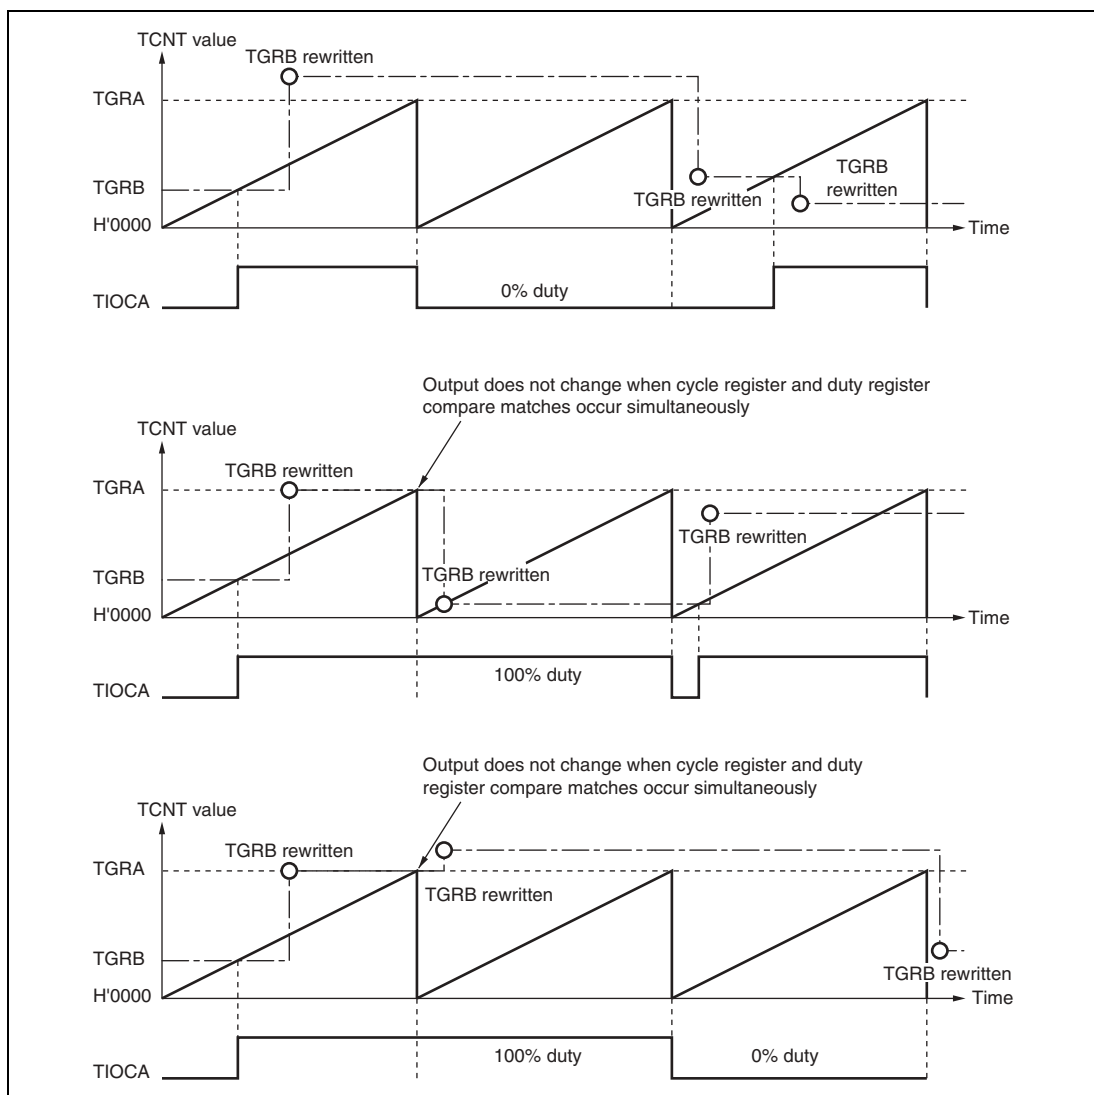 TCNT value
TGRB rewritten
TGRA
TGRB
rewritten
TGRB
TGRB rewritten
H'0000
Time
0% duty
TIOCA
Output does not change when cycle register and duty register
compare matches occur simultaneously
TCNT value
TGRB rewritten
TGRA
TGRB rewritten
TGRB
TGRB rewritten
H'0000
Time
100% duty
TIOCA
Output does not change when cycle register and duty
register compare matches occur simultaneously
TCNT value
TGRB rewritten
TGRA
TGRB rewritten
TGRB
TGRB rewritten
H'0000
Time
100% duty
0% duty
TIOCA